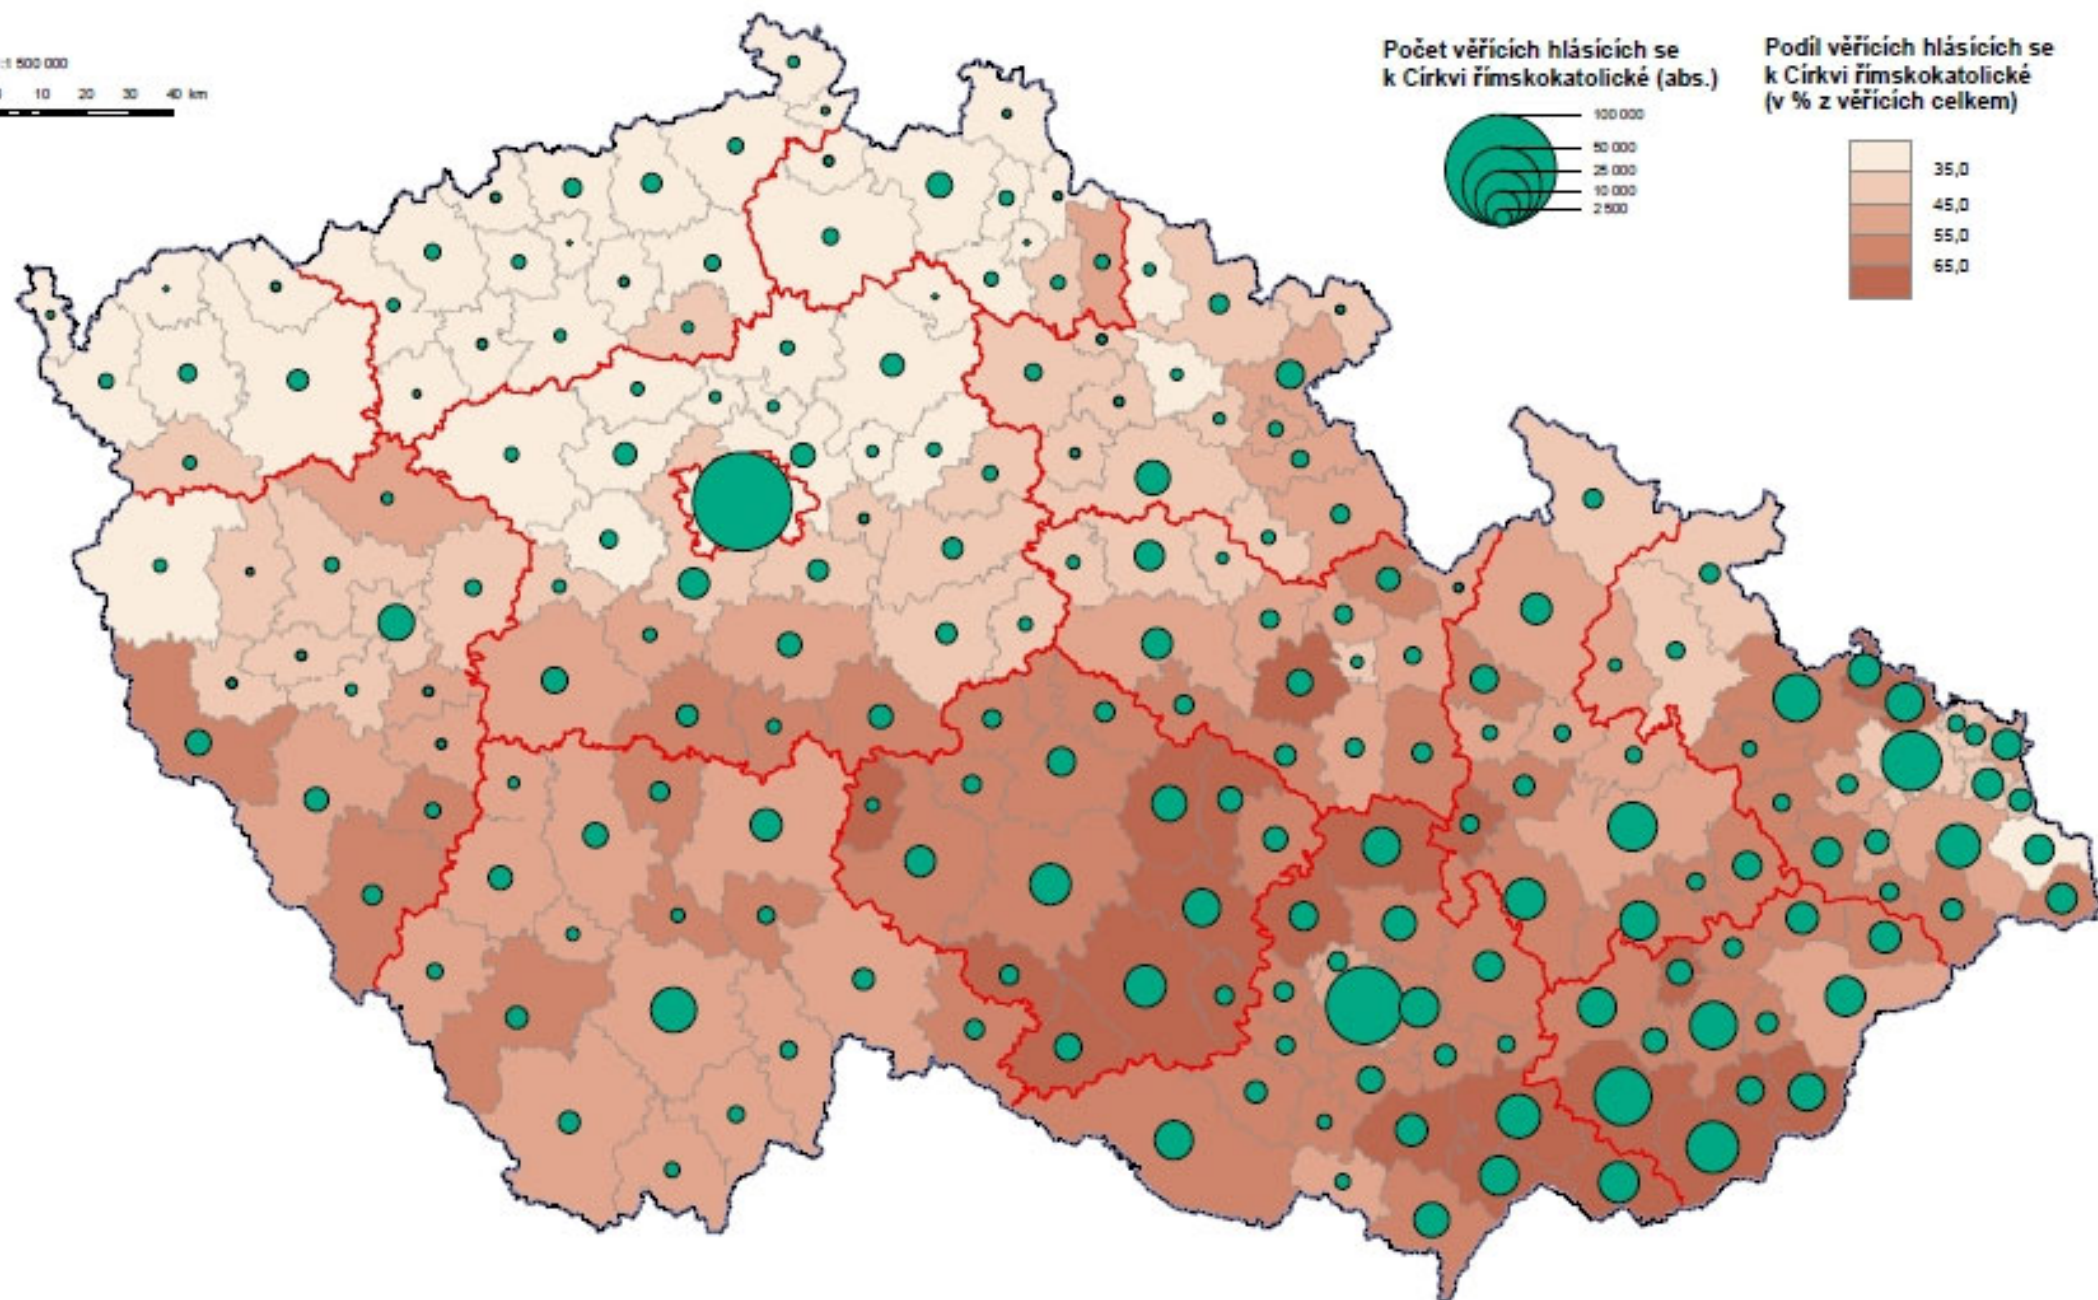 :1 500 000
10 20 30 40 km
Počet věřících hlásících se
k Církvi římskokatolické (abs.)
100 000
50 000
25 000
10 000
2 500
Podíl věřících hlásících se
k Církvi římskokatolické
(v % z věřících celkem)
35,0
45,0
55,0
65,0